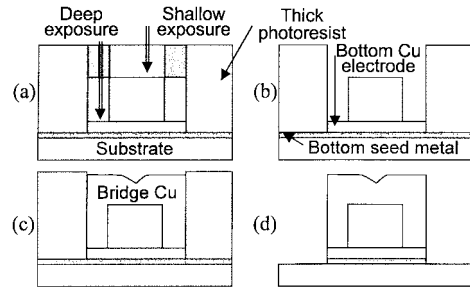 Deep exposure
Shallow exposure
Thick photoresist
Bottom Cu electrode
(a)
(b)
Substrate
Bottom seed metal
Bridge Cu
(c)
(d)